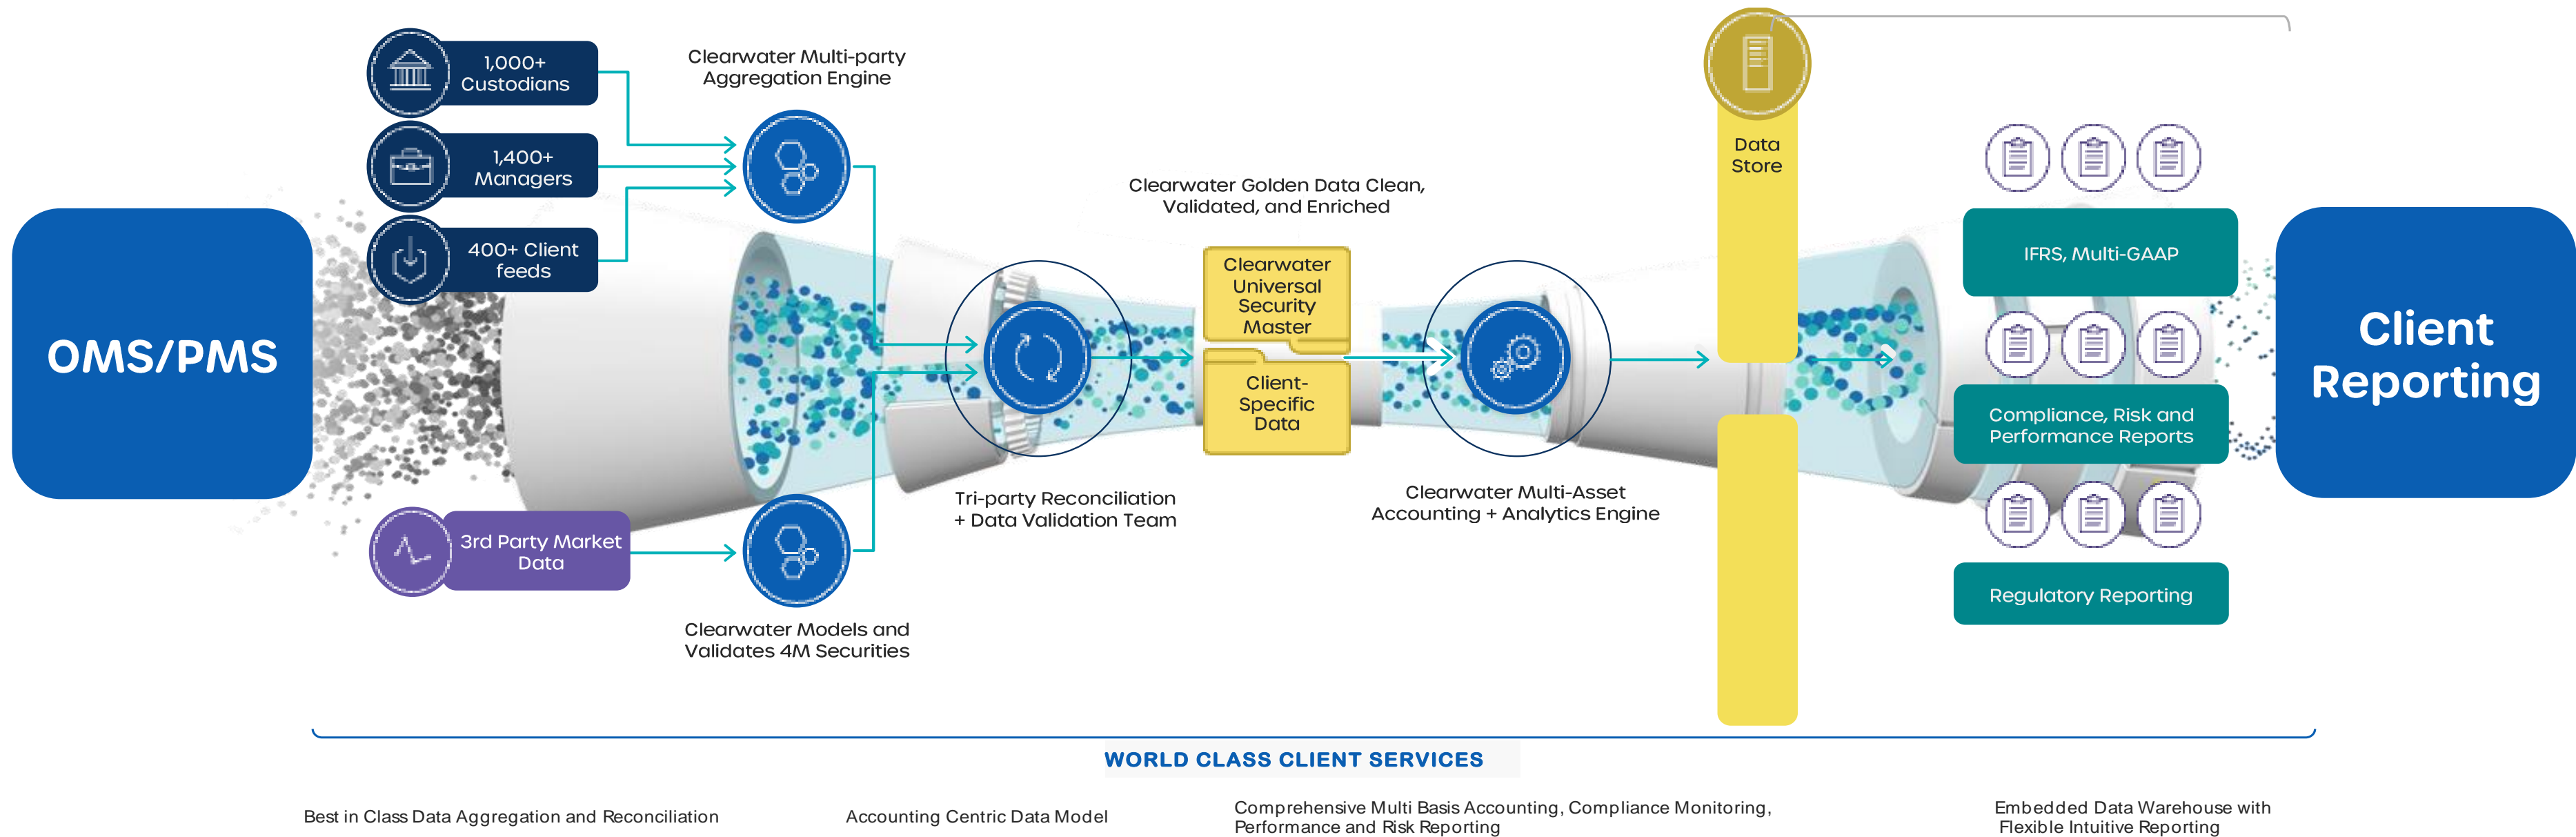 OMS/PMS
1,000+
Custodians
1,400+
Managers
400+ Client
feeds
3rd Party Market
Data
Clearwater Multi-party
Aggregation Engine
Clearwater Models and
Validates 4M Securities
Tri-party Reconciliation
+ Data Validation Team
Clearwater Golden Data Clean,
Validated, and Enriched
Clearwater
Universal
Security
Master
Client-
Specific
Data
Clearwater Multi-Asset
Accounting + Analytics Engine
Data
Store
IFRS, Multi-GAAP
Compliance, Risk and
Performance Reports
Regulatory Reporting
Client
Reporting
WORLD CLASS CLIENT SERVICES
Best in Class Data Aggregation and Reconciliation
Accounting Centric Data Model
Comprehensive Multi Basis Accounting, Compliance Monitoring,
Performance and Risk Reporting
Embedded Data Warehouse with
Flexible Intuitive Reporting